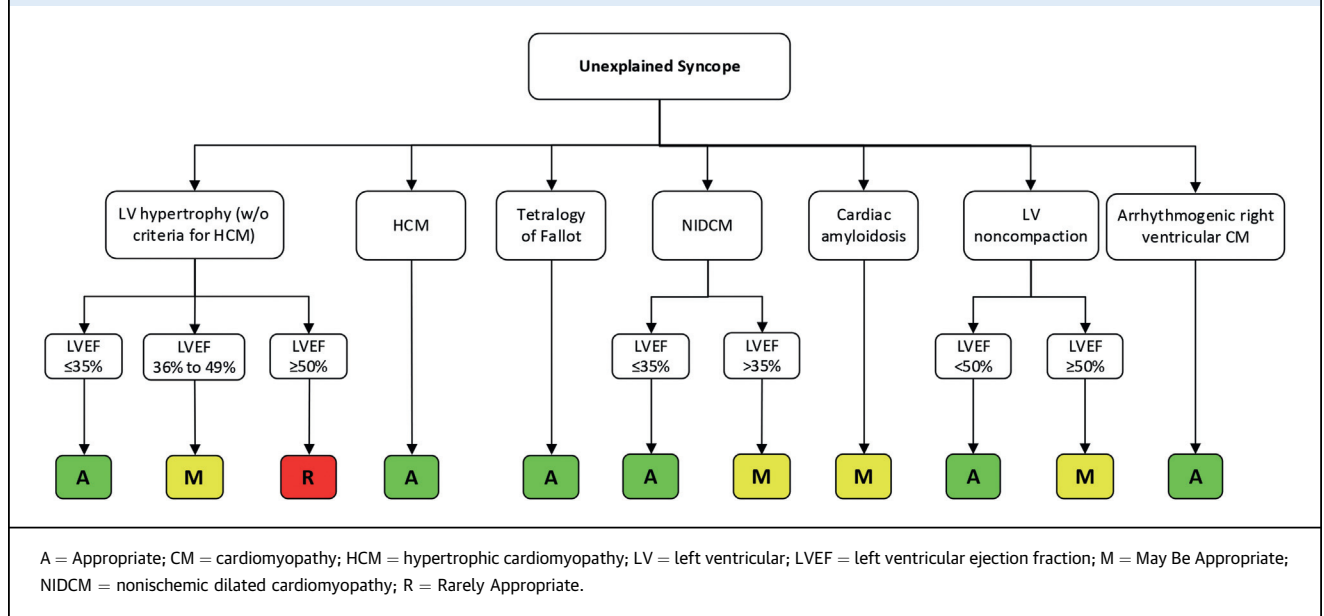 Unexplained Syncope
LV hypertrophy (w/o
criteria for HCM)
HCM
Tetralogy
of Fallot
NIDCM
Cardiac
amyloidosis
LV
noncompaction
Arrhythmogenic right
ventricular CM
LVEF
≤35%
LVEF
36% to 49%
LVEF
≥50%
LVEF
≤35%
LVEF
>35%
LVEF
<50%
LVEF
≥50%
A
M
R
A
A
A
M
M
A
M
A
A = Appropriate; CM = cardiomyopathy; HCM = hypertrophic cardiomyopathy; LV = left ventricular; LVEF = left ventricular ejection fraction; M = May Be Appropriate;
NIDCM = nonischemic dilated cardiomyopathy; R = Rarely Appropriate.